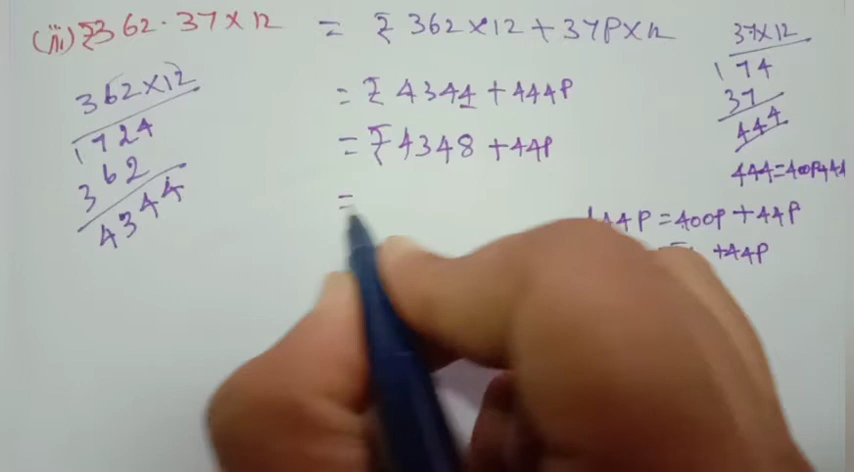 (iii) ₹362.37×12 = ₹ 362×12+37P×12
= ₹ 4344+444P
= ₹ 4348+44P
=
362×12
1724
362
4344
37×12
174
37
444
444=400P+44
444P=400P+44P
+44P